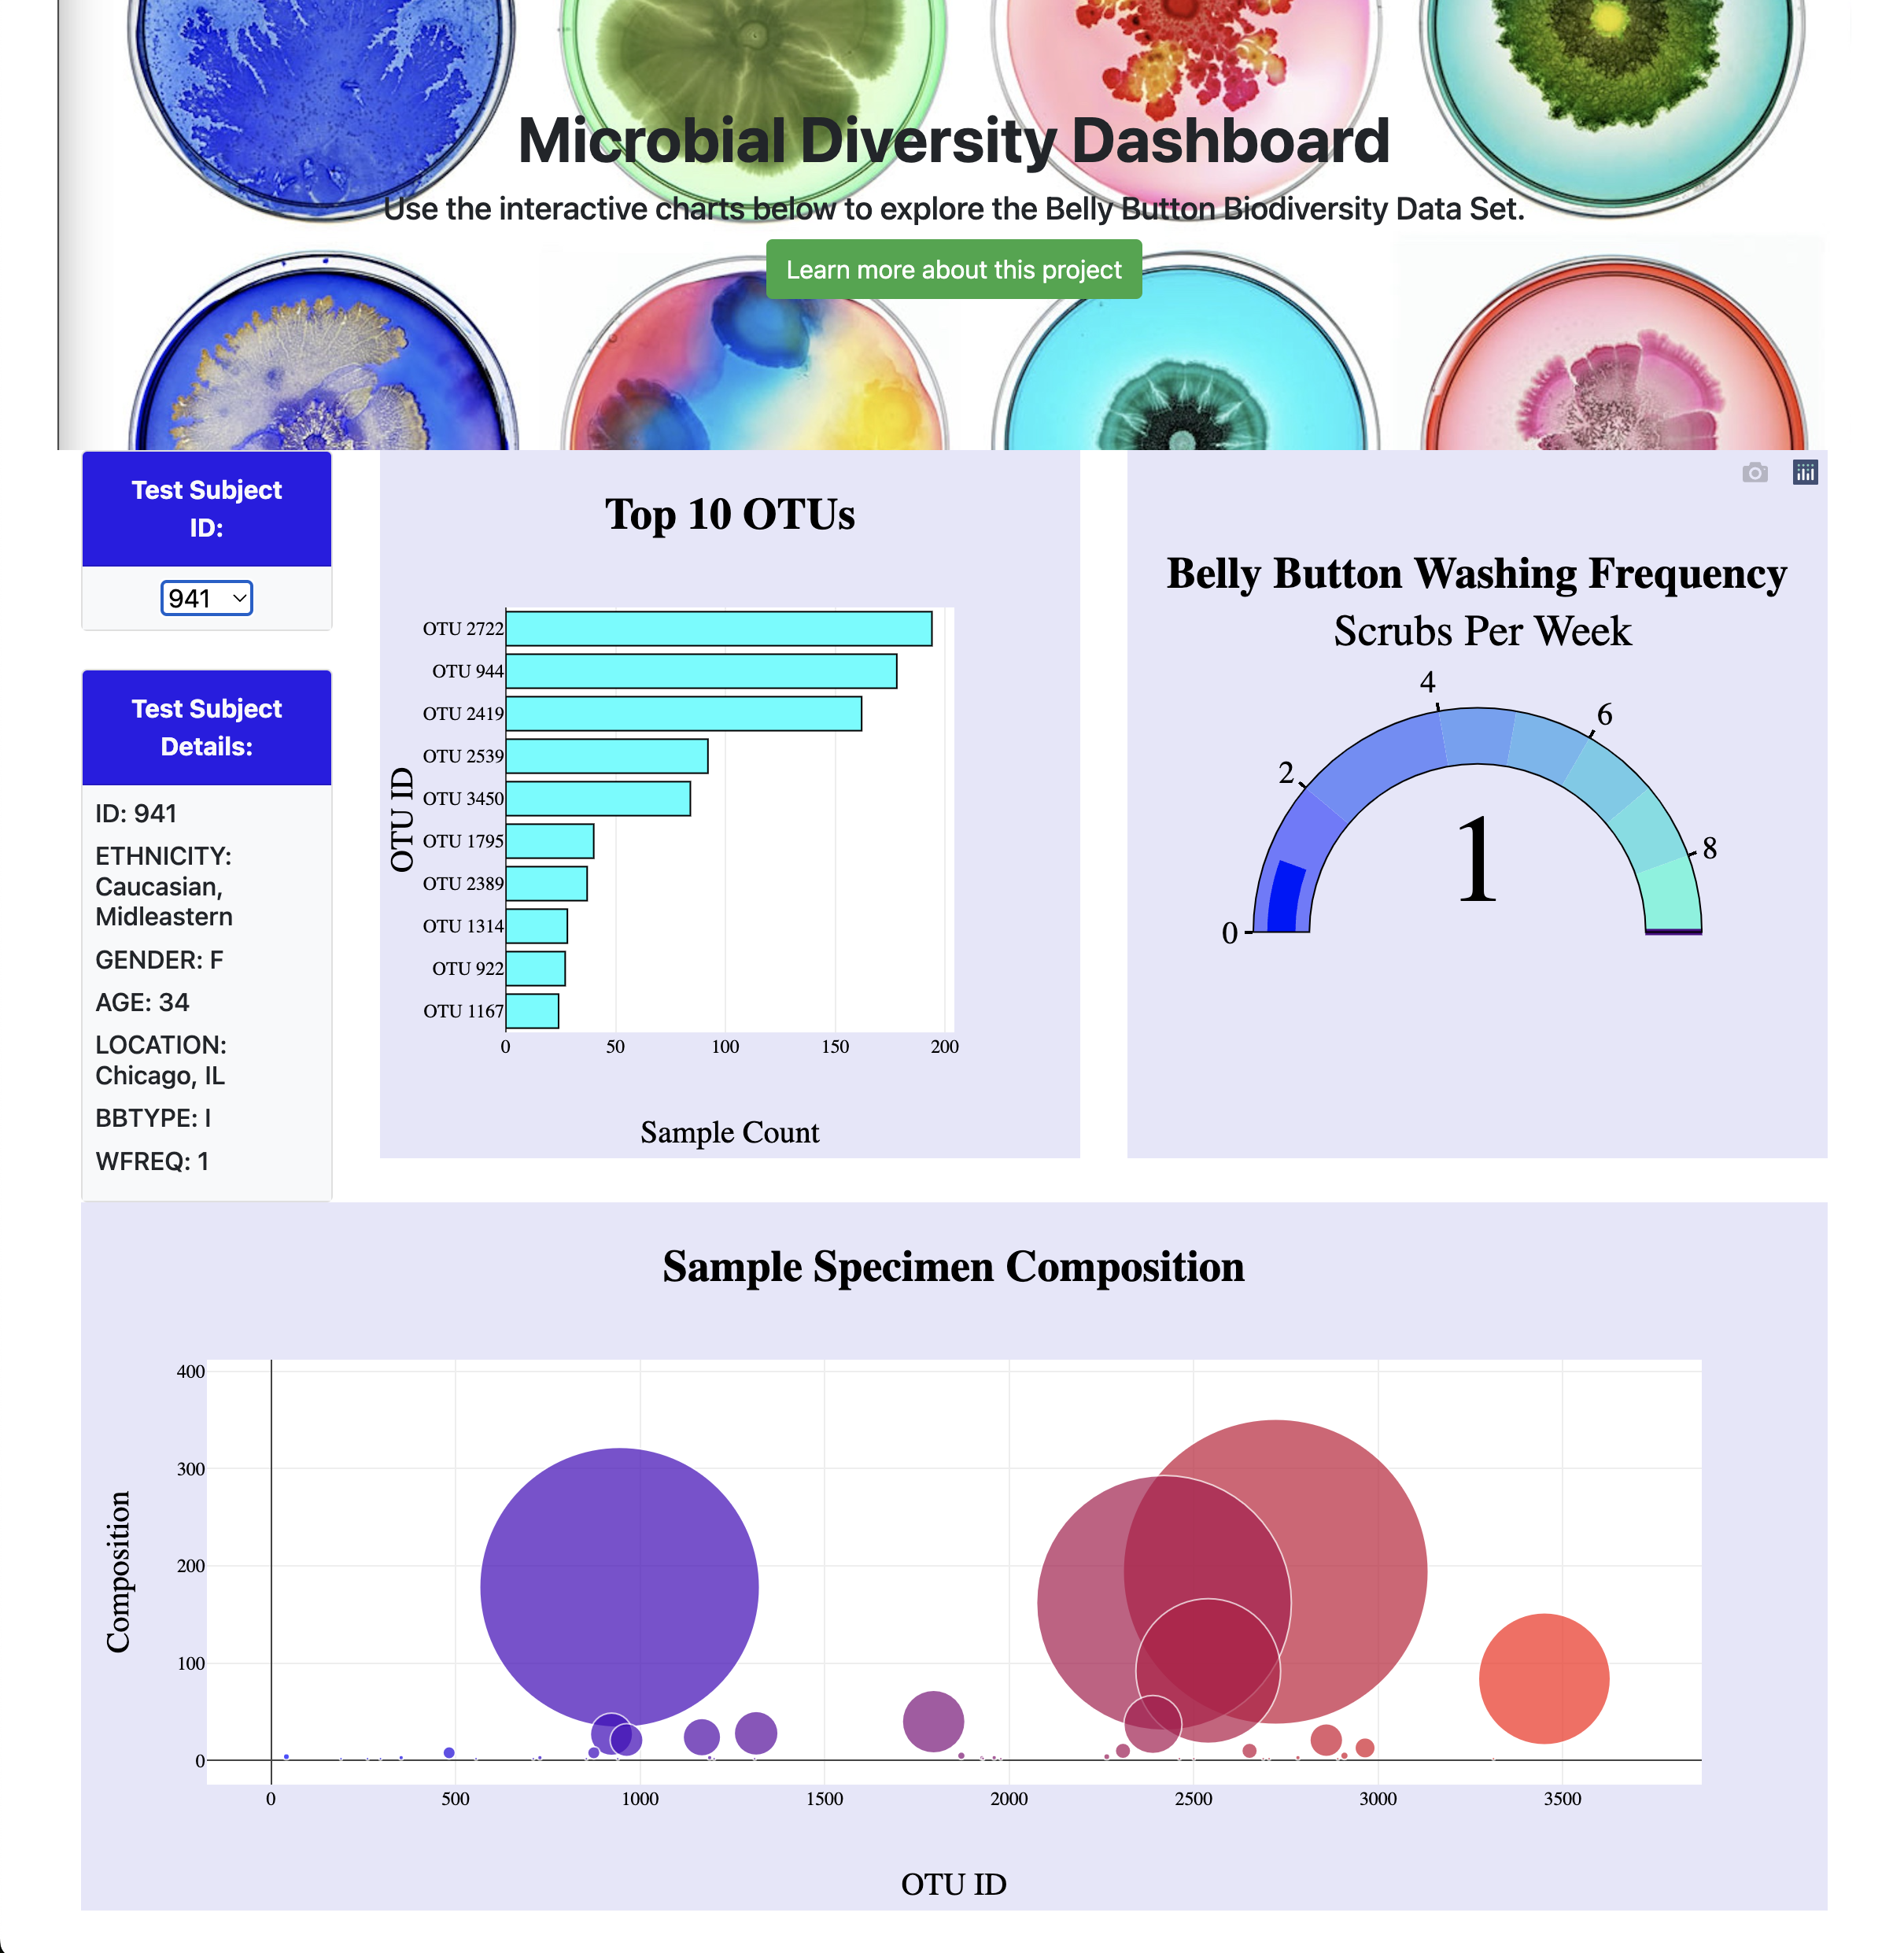 Microbial Diversity Dashboard
Use the interactive charts below to explore the Belly Button Biodiversity Data Set.
Learn more about this project
Test Subject
ID:
941
Test Subject
Details:
ID: 941
ETHNICITY:
Caucasian,
Midleastern
GENDER: F
AGE: 34
LOCATION:
Chicago, IL
BBTYPE: I
WFREQ: 1
Top 10 OTUs
OTU ID
OTU 2722
OTU 944
OTU 2419
OTU 2539
OTU 3450
OTU 1795
OTU 2389
OTU 1314
OTU 922
OTU 1167
0 50 100 150 200
Sample Count
Belly Button Washing Frequency
Scrubs Per Week
0
2
4
6
8
1
Sample Specimen Composition
Composition
400
300
200
100
0
0 500 1000 1500 2000 2500 3000 3500
OTU ID